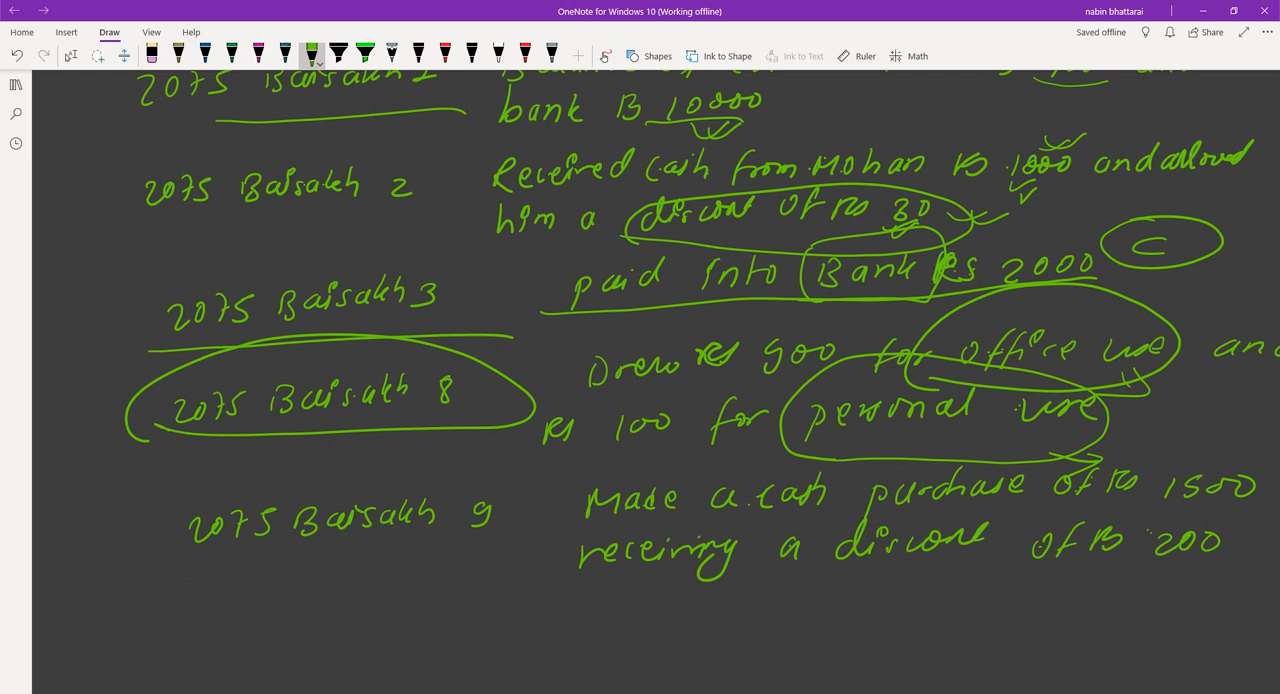 OneNote for Windows 10 (Working offline)
nabin bhattarai
Home Insert Draw View Help
Saved offline
Share
Shapes
Ink to Shape
Ink to Text
Ruler
Math
2075 Baisakh 1
bank Rs 10000
2075 Baisakh 2
Received cash from Mohan Rs 1000 and allowed
him a discont of Rs 30
2075 Baisakh 3
paid into Bank Rs 2000
C
2075 Baisakh 8
Drew Rs 900 for office use and
Rs 100 for personal use
2075 Baisakh 9
Made a cash purchase of Rs 1500
receiving a discont of Rs 200